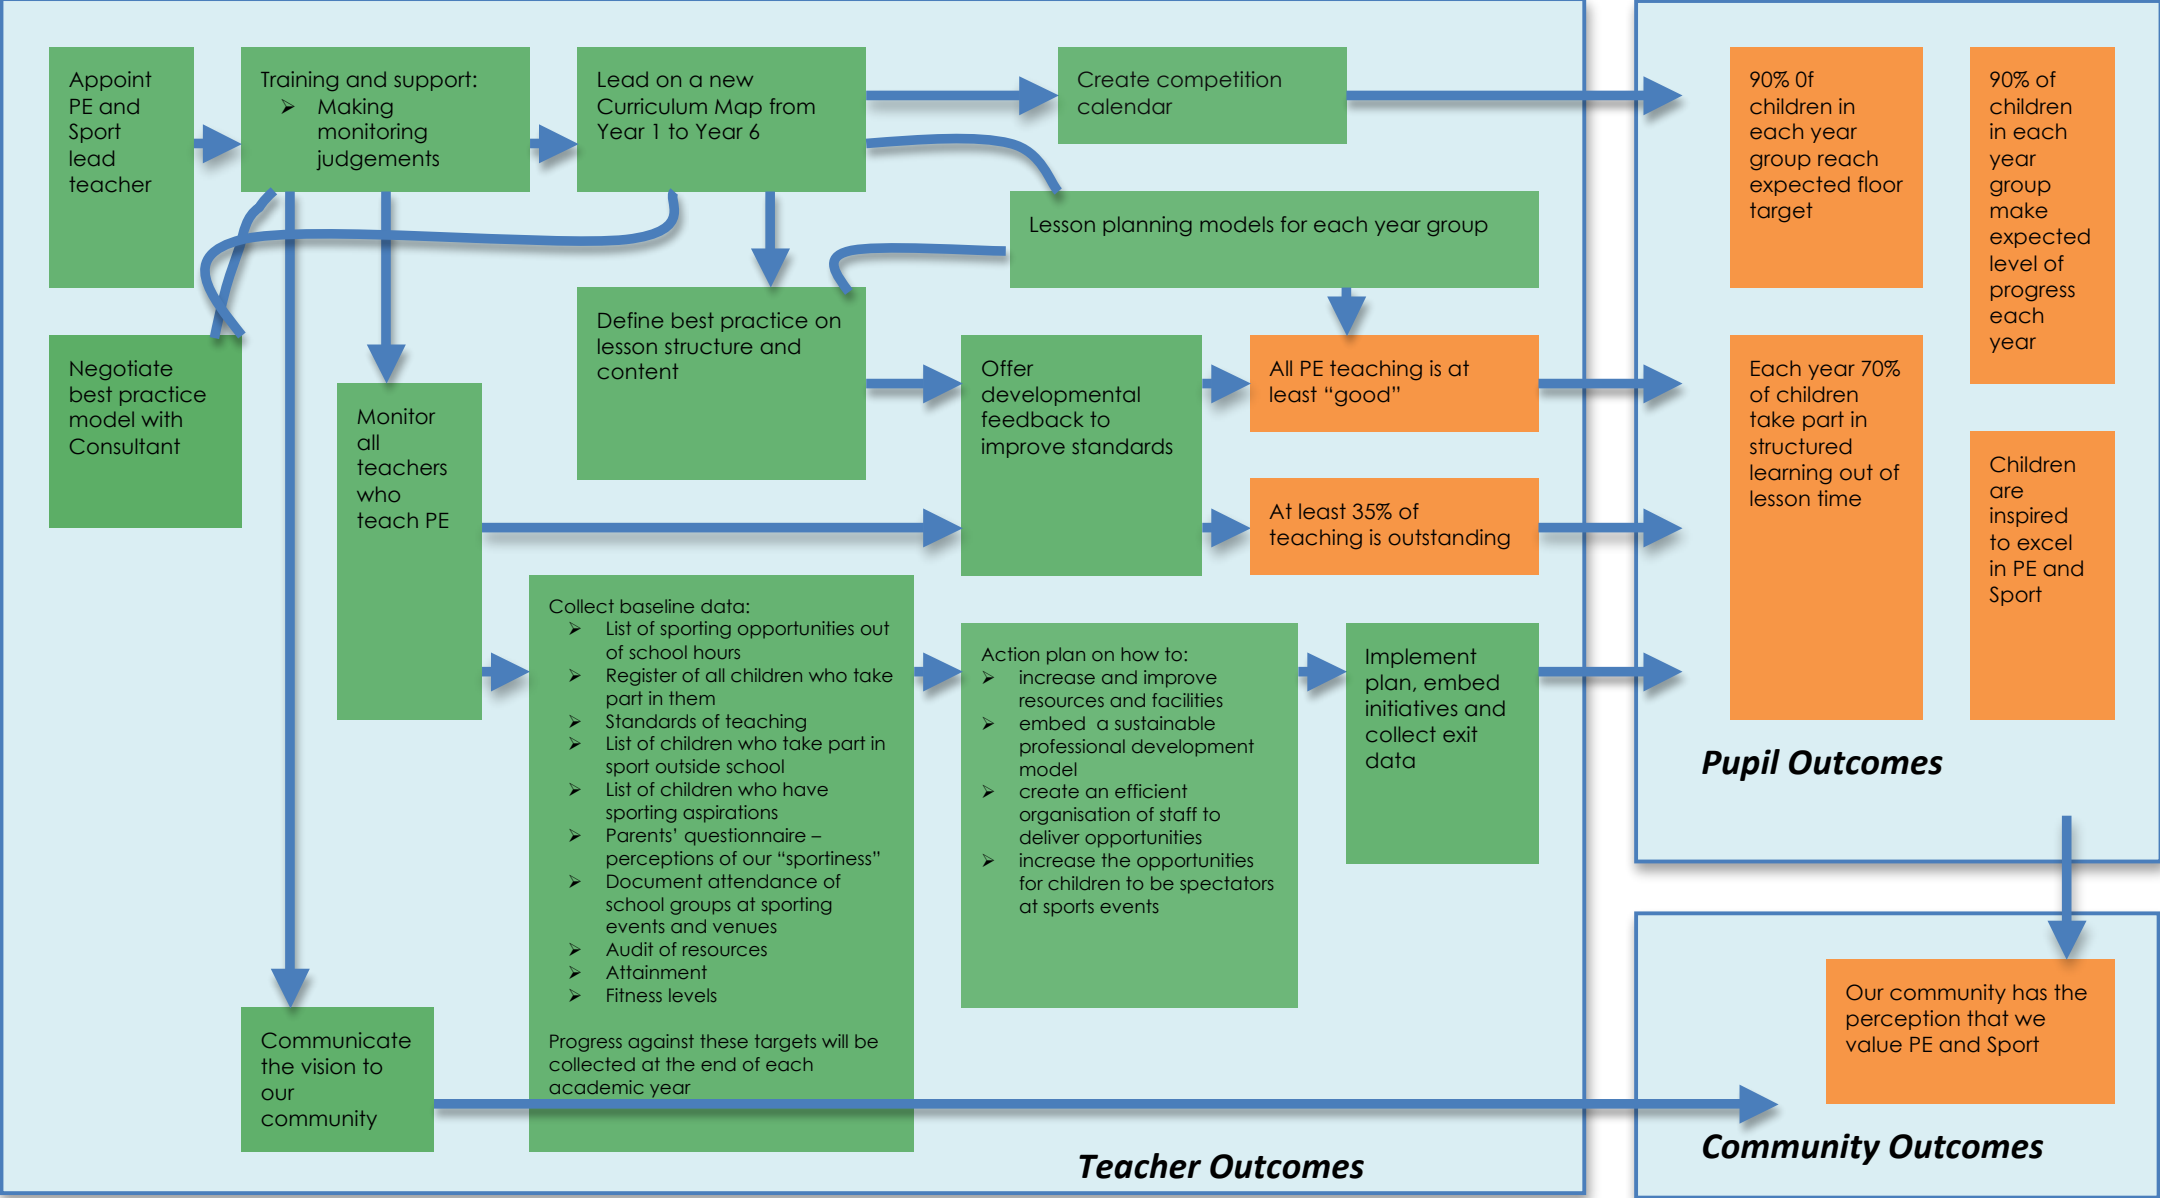 Appoint
PE and
Sport
lead
teacher
Training and support:
➢ Making
monitoring
judgements
Lead on a new
Curriculum Map from
Year 1 to Year 6
Create competition
calendar
Lesson planning models for each year group
Negotiate
best practice
model with
Consultant
Monitor
all
teachers
who
teach PE
Define best practice on
lesson structure and
content
Offer
developmental
feedback to
improve standards
All PE teaching is at
least “good”
At least 35% of
teaching is outstanding
Collect baseline data:
➢ List of sporting opportunities out
of school hours
➢ Register of all children who take
part in them
➢ Standards of teaching
➢ List of children who take part in
sport outside school
➢ List of children who have
sporting aspirations
➢ Parents’ questionnaire –
perceptions of our “sportiness”
➢ Document attendance of
school groups at sporting
events and venues
➢ Audit of resources
➢ Attainment
➢ Fitness levels
Progress against these targets will be
collected at the end of each
academic year
Action plan on how to:
➢ increase and improve
resources and facilities
➢ embed a sustainable
professional development
model
➢ create an efficient
organisation of staff to
deliver opportunities
➢ increase the opportunities
for children to be spectators
at sports events
Implement
plan, embed
initiatives and
collect exit
data
Communicate
the vision to
our
community
Teacher Outcomes
90% 0f
children in
each year
group reach
expected floor
target
90% of
children
in each
year
group
make
expected
level of
progress
each
year
Each year 70%
of children
take part in
structured
learning out of
lesson time
Children
are
inspired
to excel
in PE and
Sport
Pupil Outcomes
Our community has the
perception that we
value PE and Sport
Community Outcomes